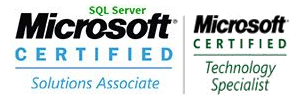 SQL Server
Microsoft
CERTIFIED
Solutions Associate
Microsoft
CERTIFIED
Technology
Specialist